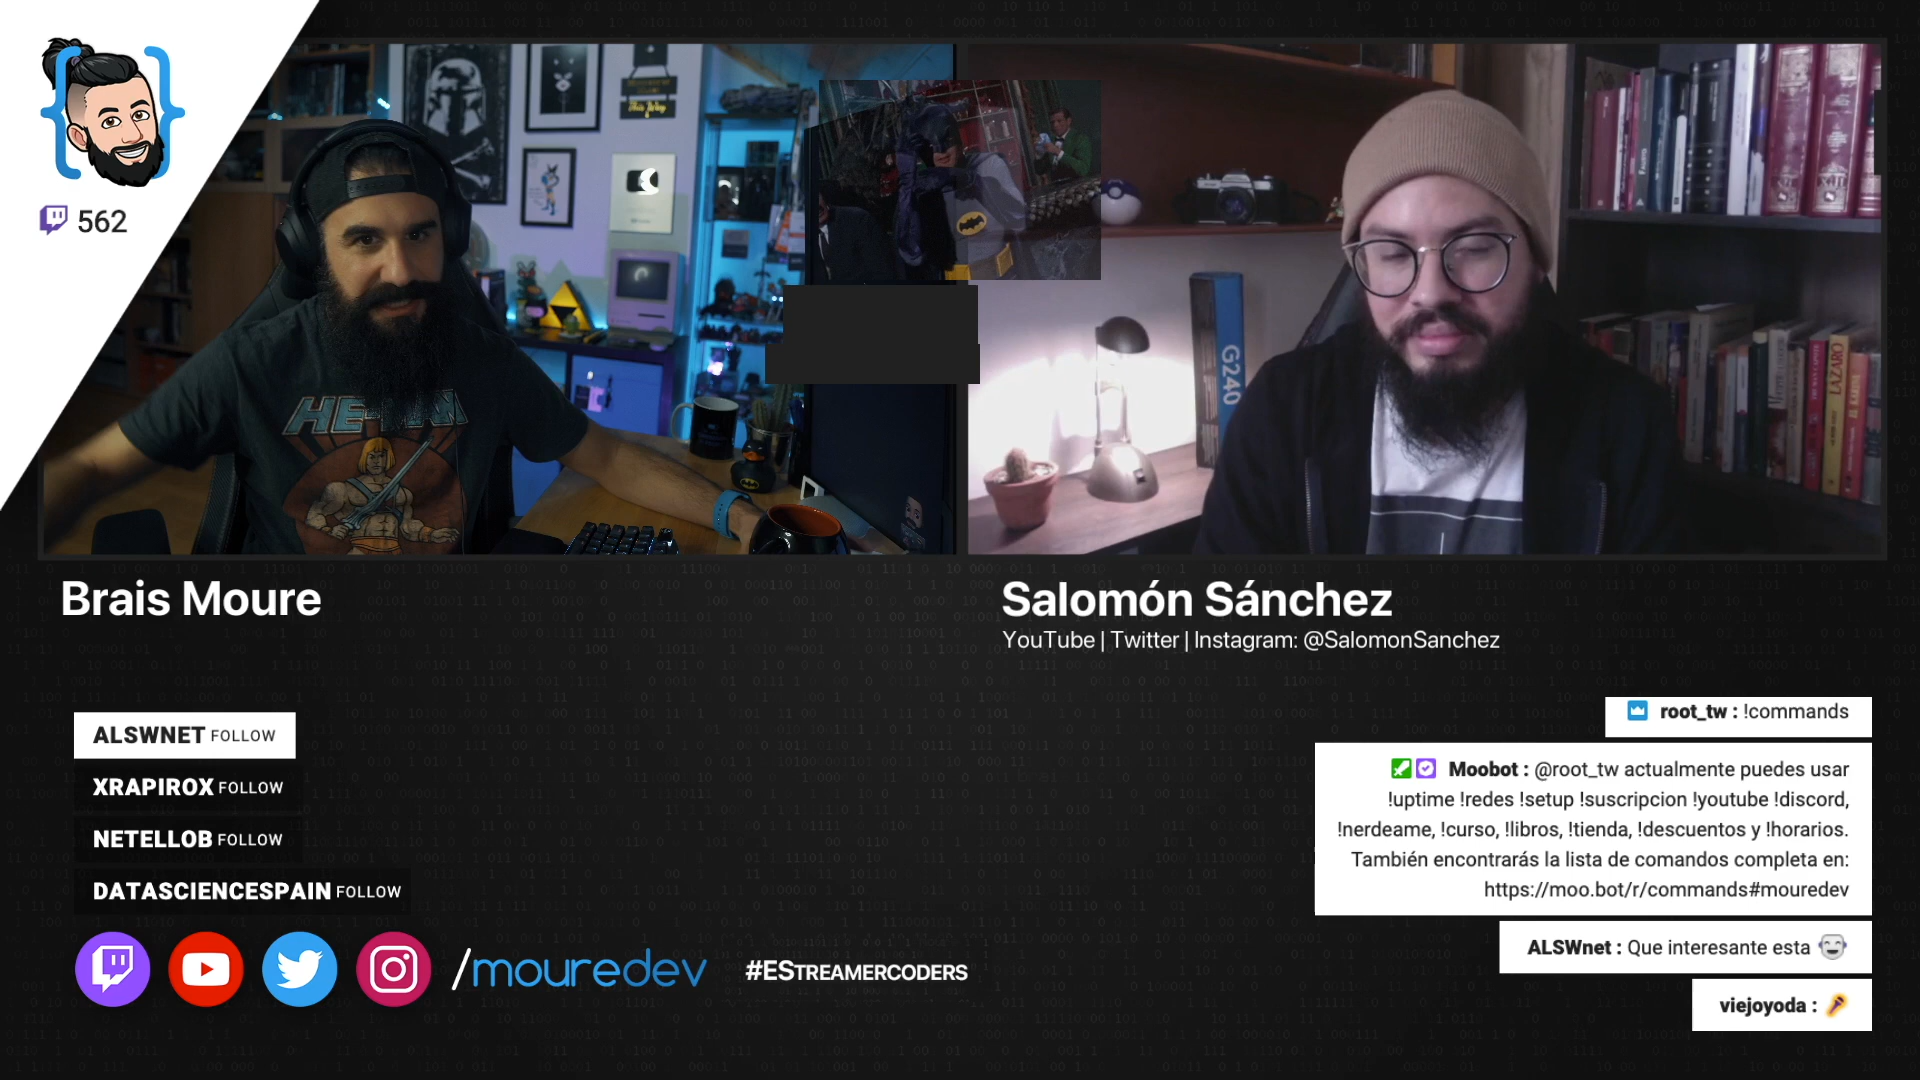 562
This Way
HE-MAN
G240
LAZARO
Brais Moure
Salomón Sánchez
YouTube | Twitter | Instagram: @SalomonSanchez
ALSWNET FOLLOW
XRAPIROX FOLLOW
NETELLOB FOLLOW
DATASCIENCESPAIN FOLLOW
/mouredev
#ESTREAMERCODERS
root_tw : !commands
Moobot : @root_tw actualmente puedes usar
!uptime !redes !setup !suscripcion !youtube !discord,
!nerdeame, !curso, !libros, !tienda, !descuentos y !horarios.
También encontrarás la lista de comandos completa en:
https://moo.bot/r/commands#mouredev
ALSWnet : Que interesante esta
viejoyoda :